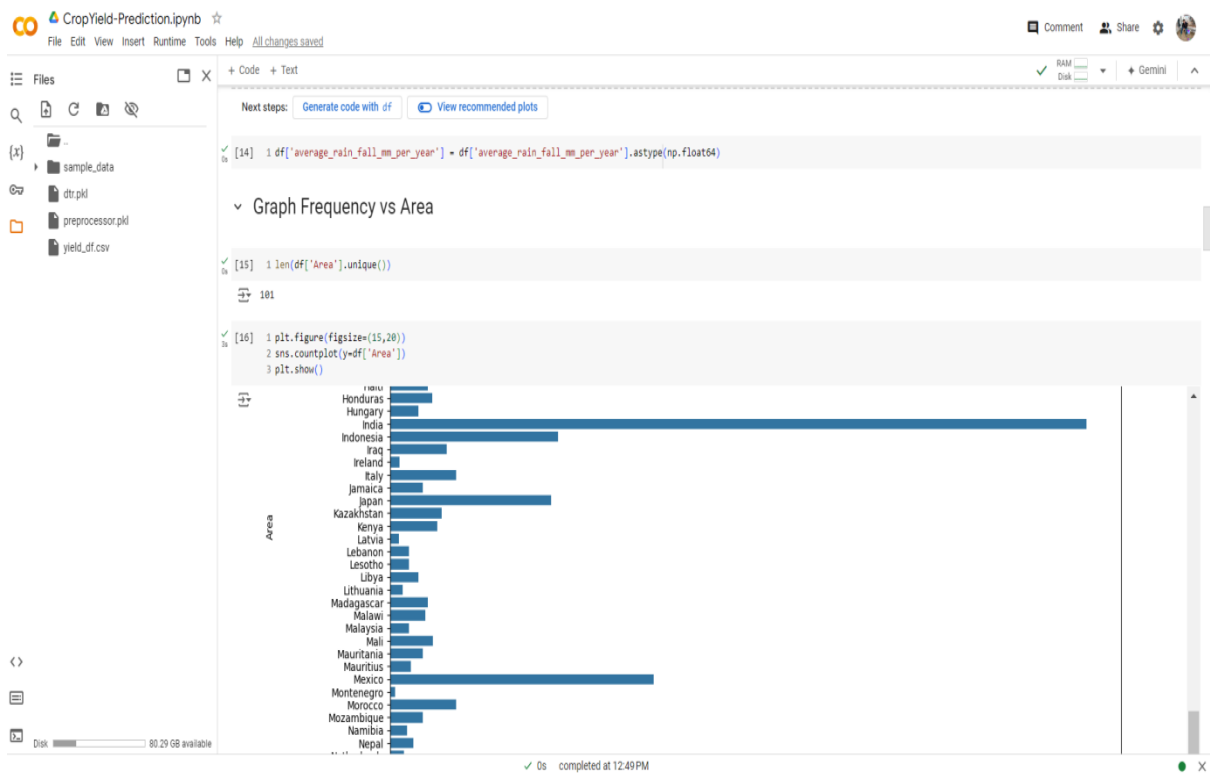 CropYield-Prediction.ipynb
File Edit View Insert Runtime Tools Help All changes saved
Comment Share
Files
+ Code + Text
RAM
Disk
Gemini
Next steps: Generate code with df View recommended plots
..
sample_data
dtr.pkl
preprocessor.pkl
yield_df.csv
{x}
[14] 1 df['average_rain_fall_mm_per_year'] = df['average_rain_fall_mm_per_year'].astype(np.float64)
0s
Graph Frequency vs Area
[15] 1 len(df['Area'].unique())
0s
101
[16] 1 plt.figure(figsize=(15,20))
3s
2 sns.countplot(y=df['Area'])
3 plt.show()
Haiti
Honduras
Hungary
India
Indonesia
Iraq
Ireland
Italy
Jamaica
Japan
Kazakhstan
Kenya
Latvia
Lebanon
Lesotho
Libya
Lithuania
Madagascar
Malawi
Malaysia
Mali
Mauritania
Mauritius
Mexico
Montenegro
Morocco
Mozambique
Namibia
Nepal
Area
Disk 80.29 GB available
0s completed at 12:49 PM